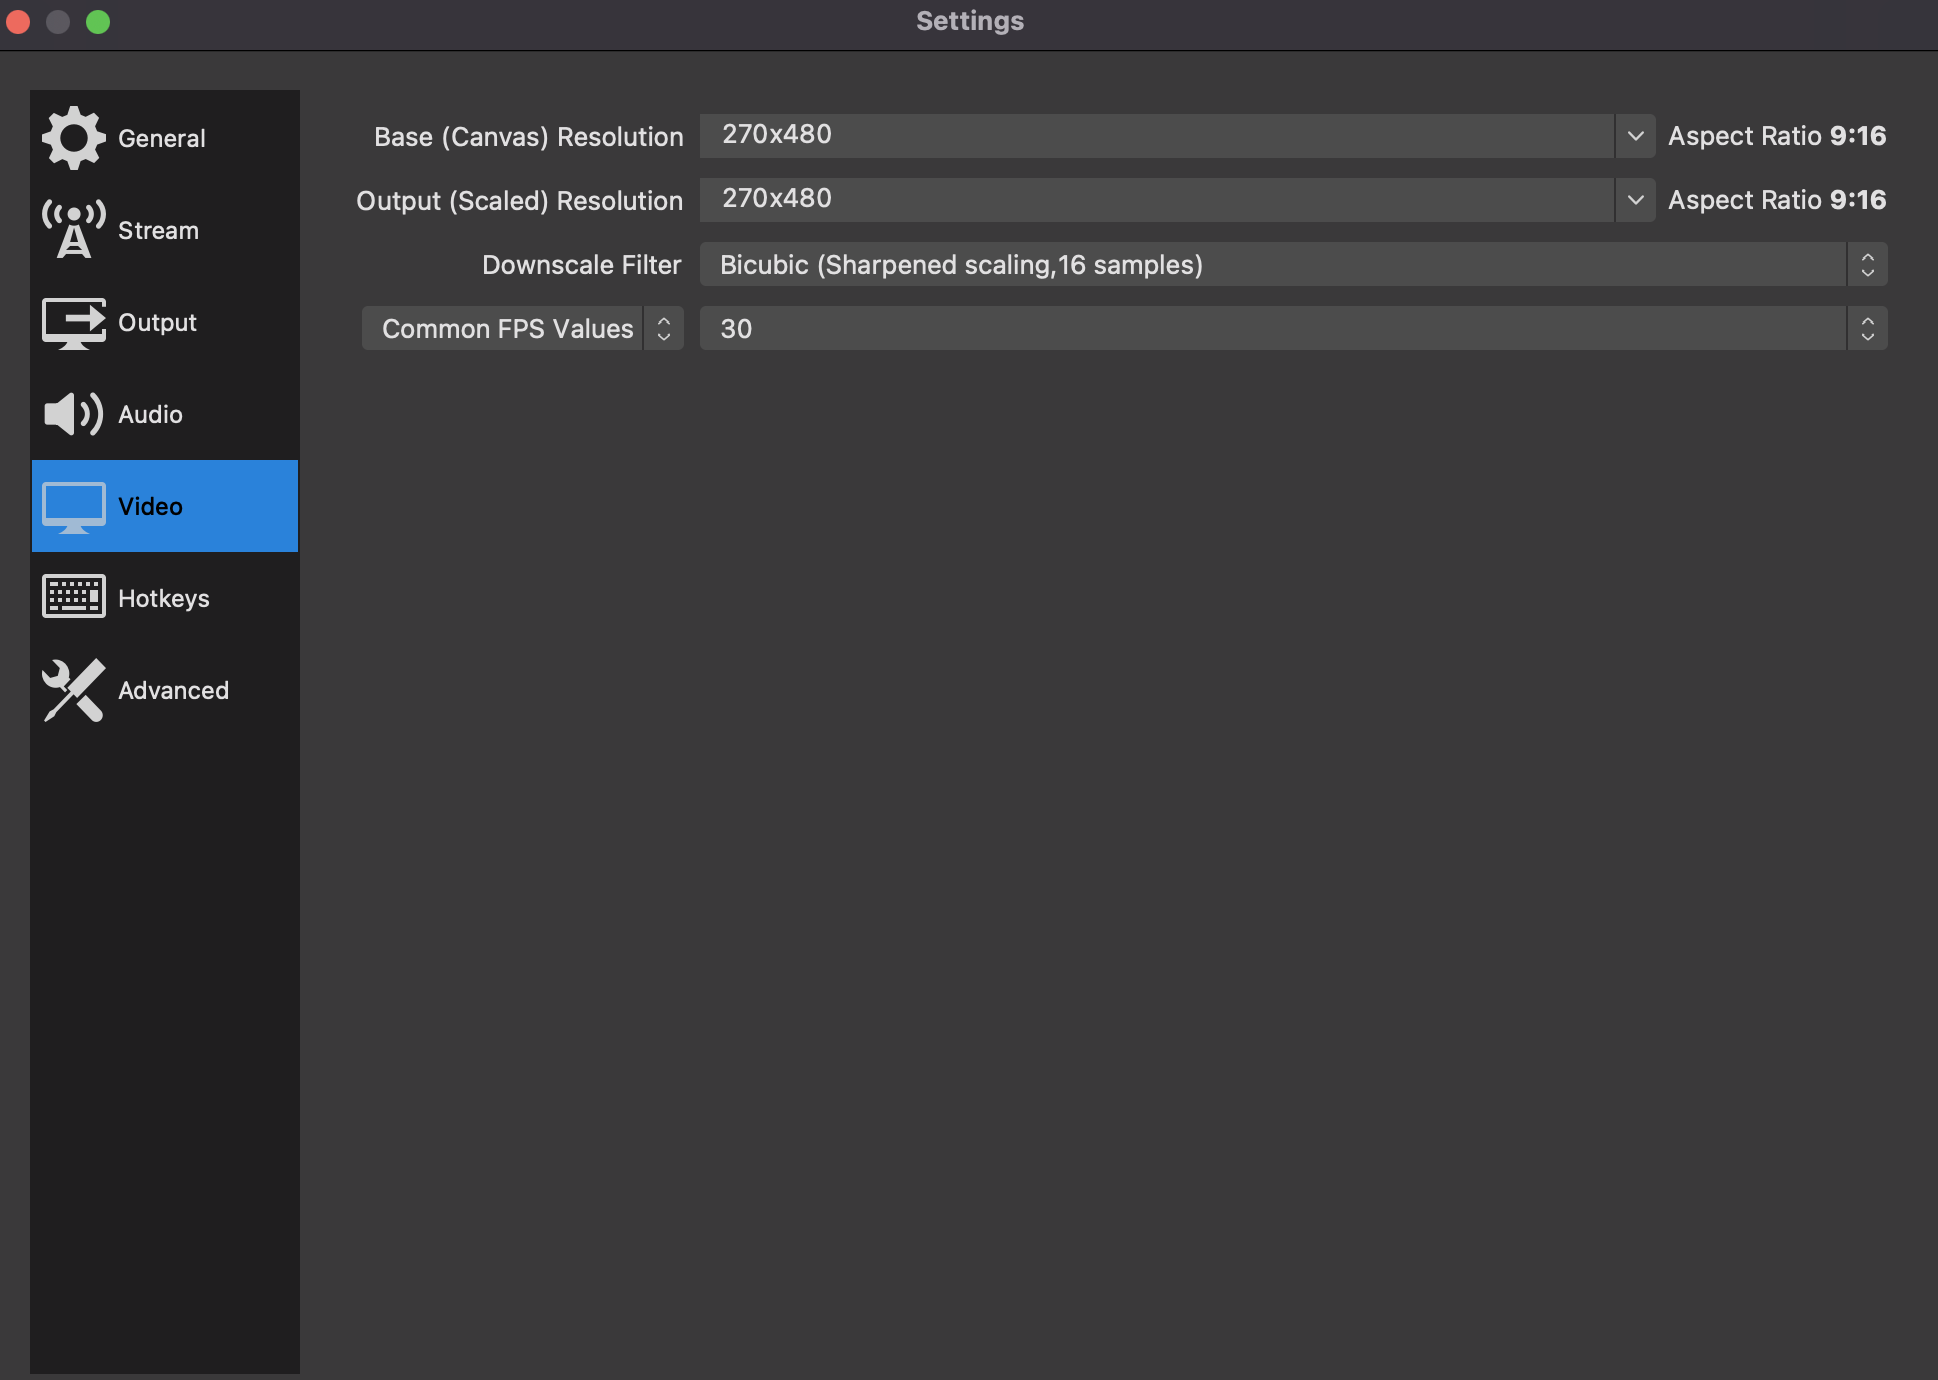 Settings
General
Stream
Output
Audio
Video
Hotkeys
Advanced
Base (Canvas) Resolution 270x480 Aspect Ratio 9:16
Output (Scaled) Resolution 270x480 Aspect Ratio 9:16
Downscale Filter Bicubic (Sharpened scaling,16 samples)
Common FPS Values 30